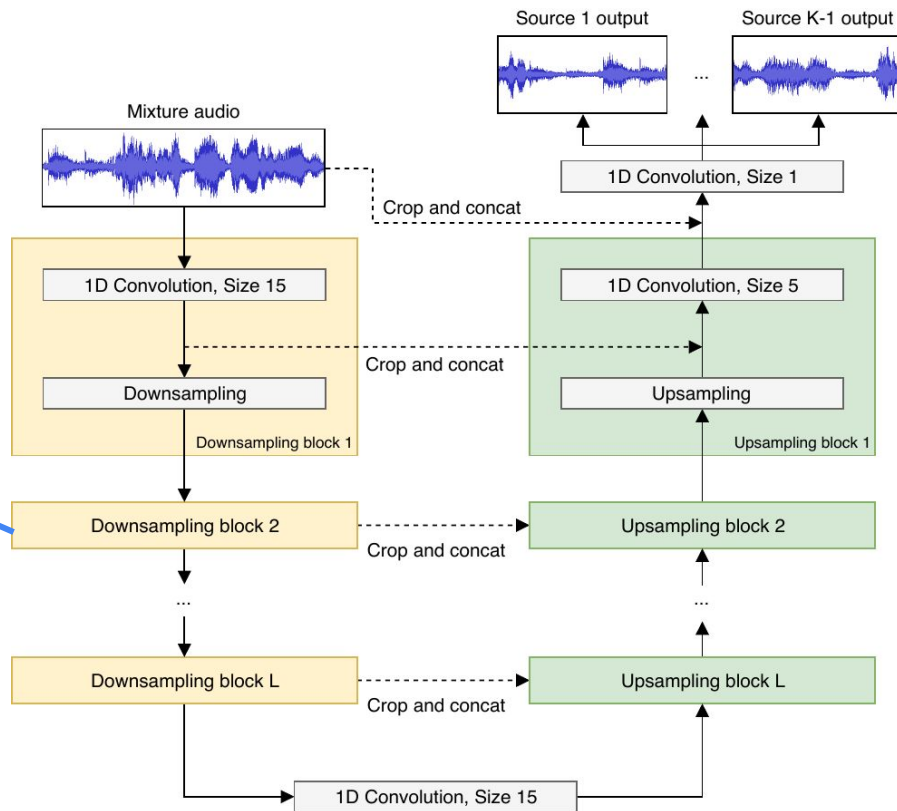 Source 1 output
Source K-1 output
...
Mixture audio
1D Convolution, Size 1
Crop and concat
1D Convolution, Size 15
1D Convolution, Size 5
Crop and concat
Downsampling
Upsampling
Downsampling block 1
Upsampling block 1
Downsampling block 2
Upsampling block 2
Crop and concat
...
...
Downsampling block L
Upsampling block L
Crop and concat
1D Convolution, Size 15